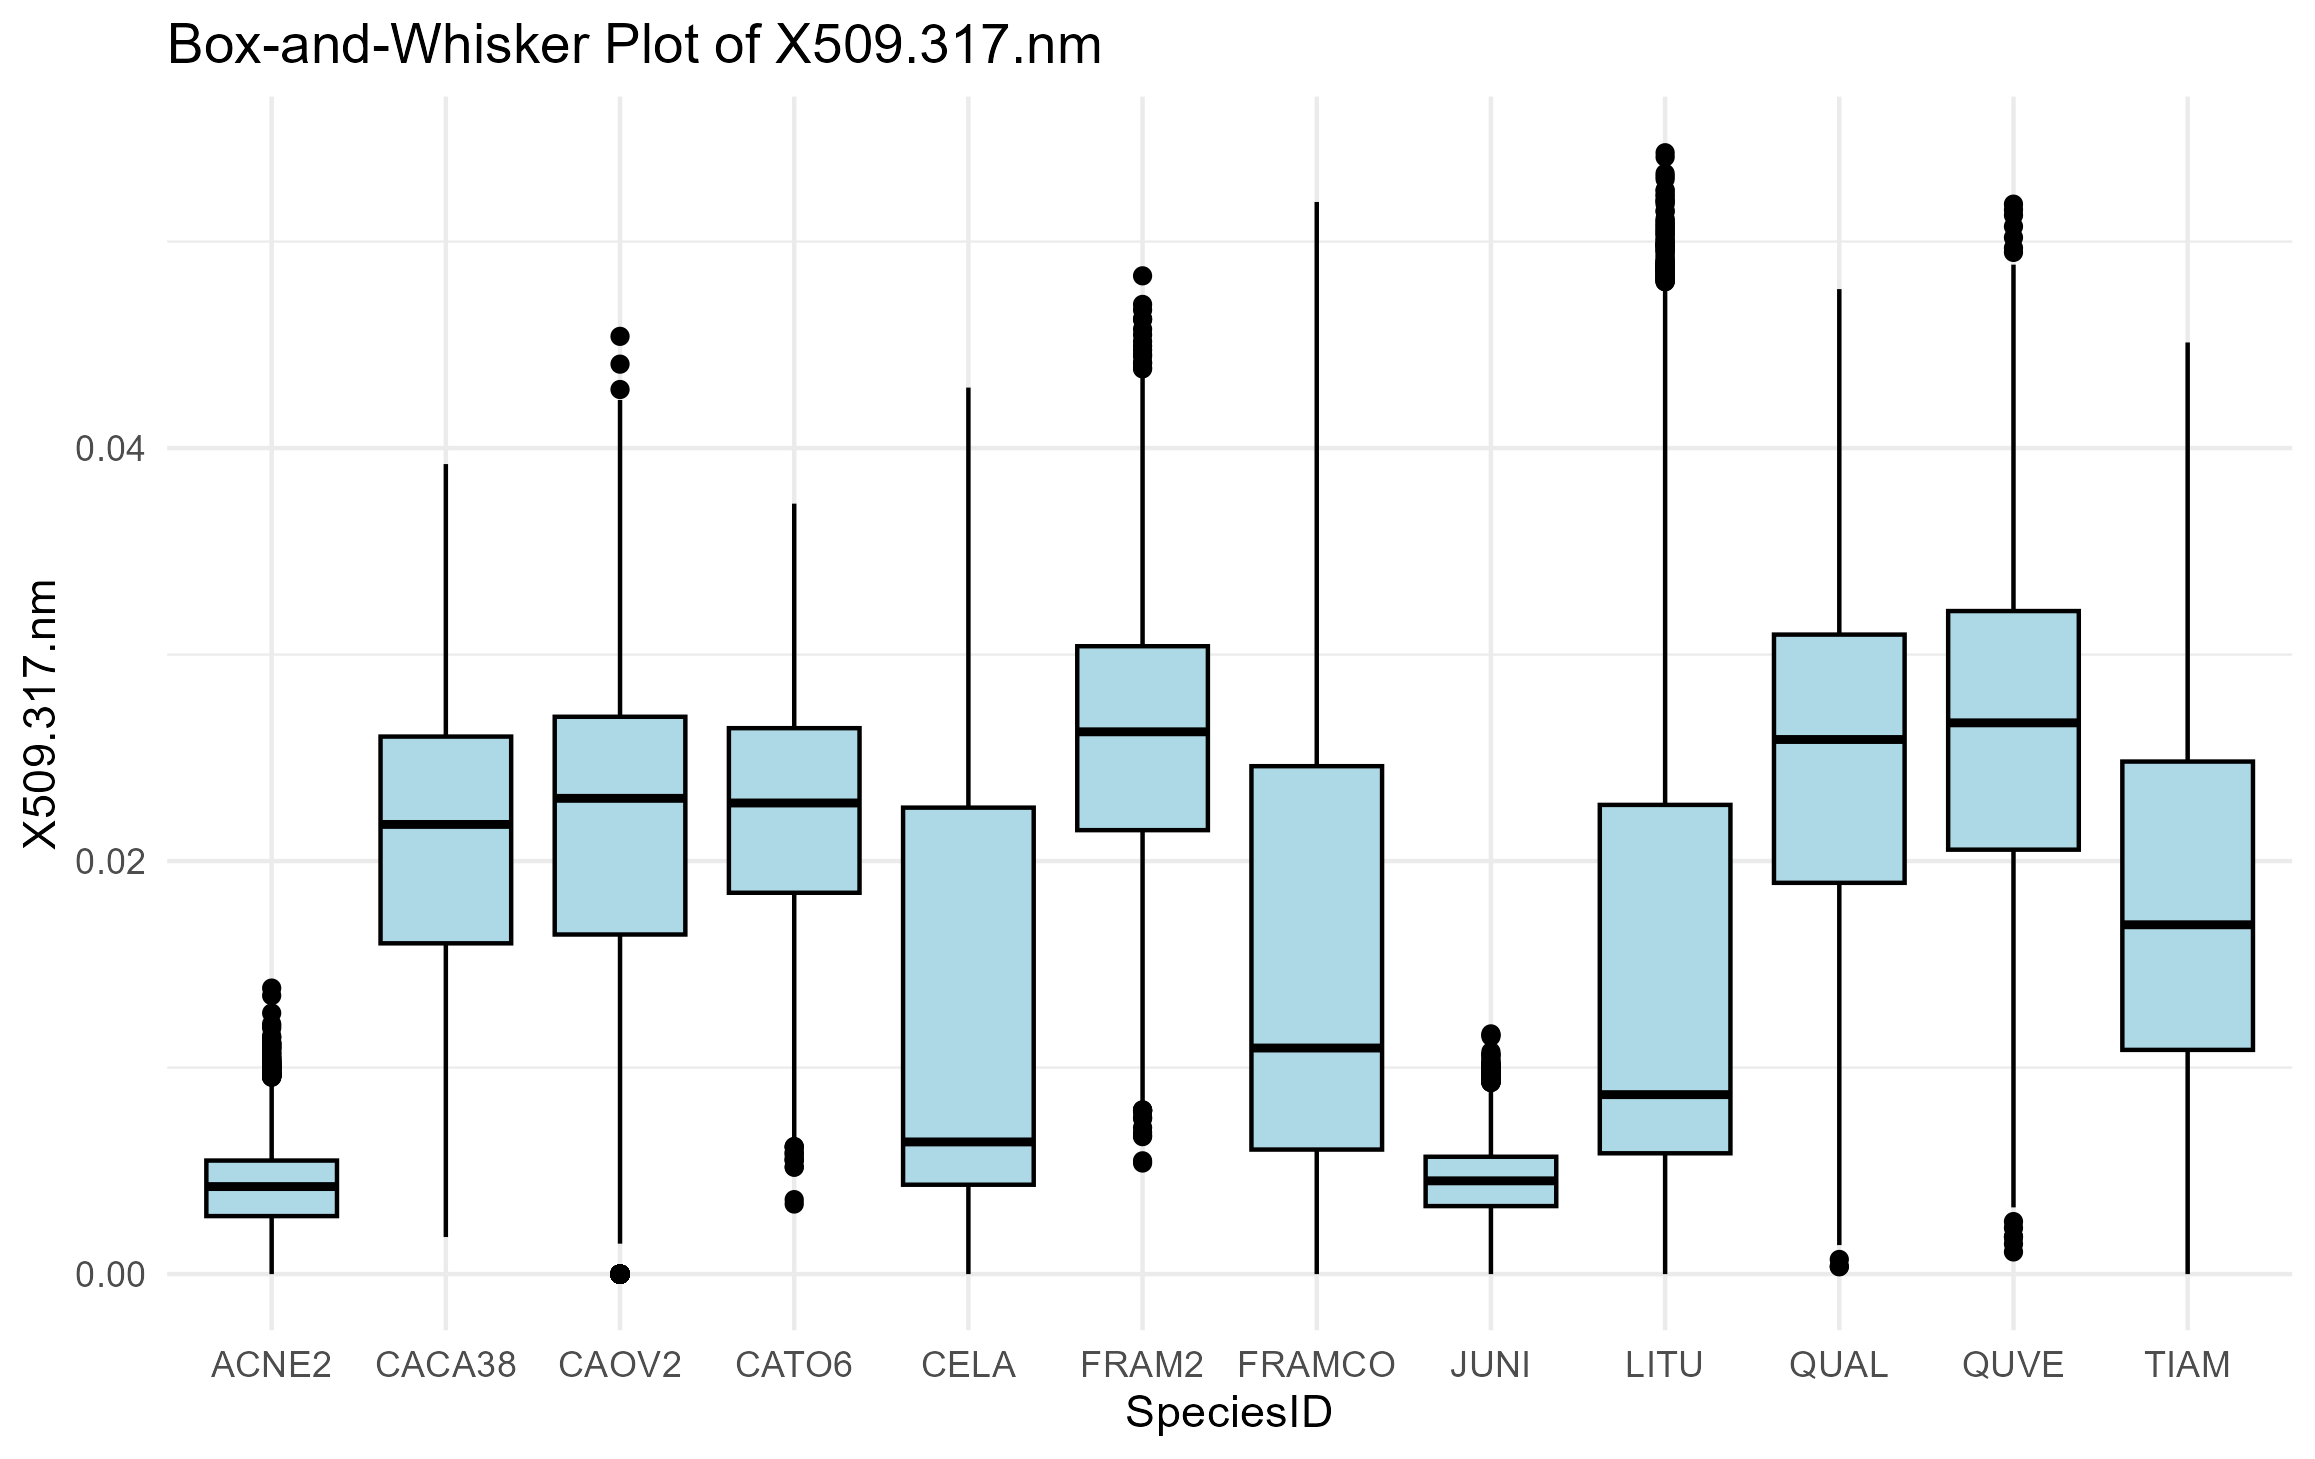 Box-and-Whisker Plot of X509.317.nm
X509.317.nm
0.04
0.02
0.00
ACNE2 CACA38 CAOV2 CATO6 CELA FRAM2 FRAMCO JUNI LITU QUAL QUVE TIAM
SpeciesID